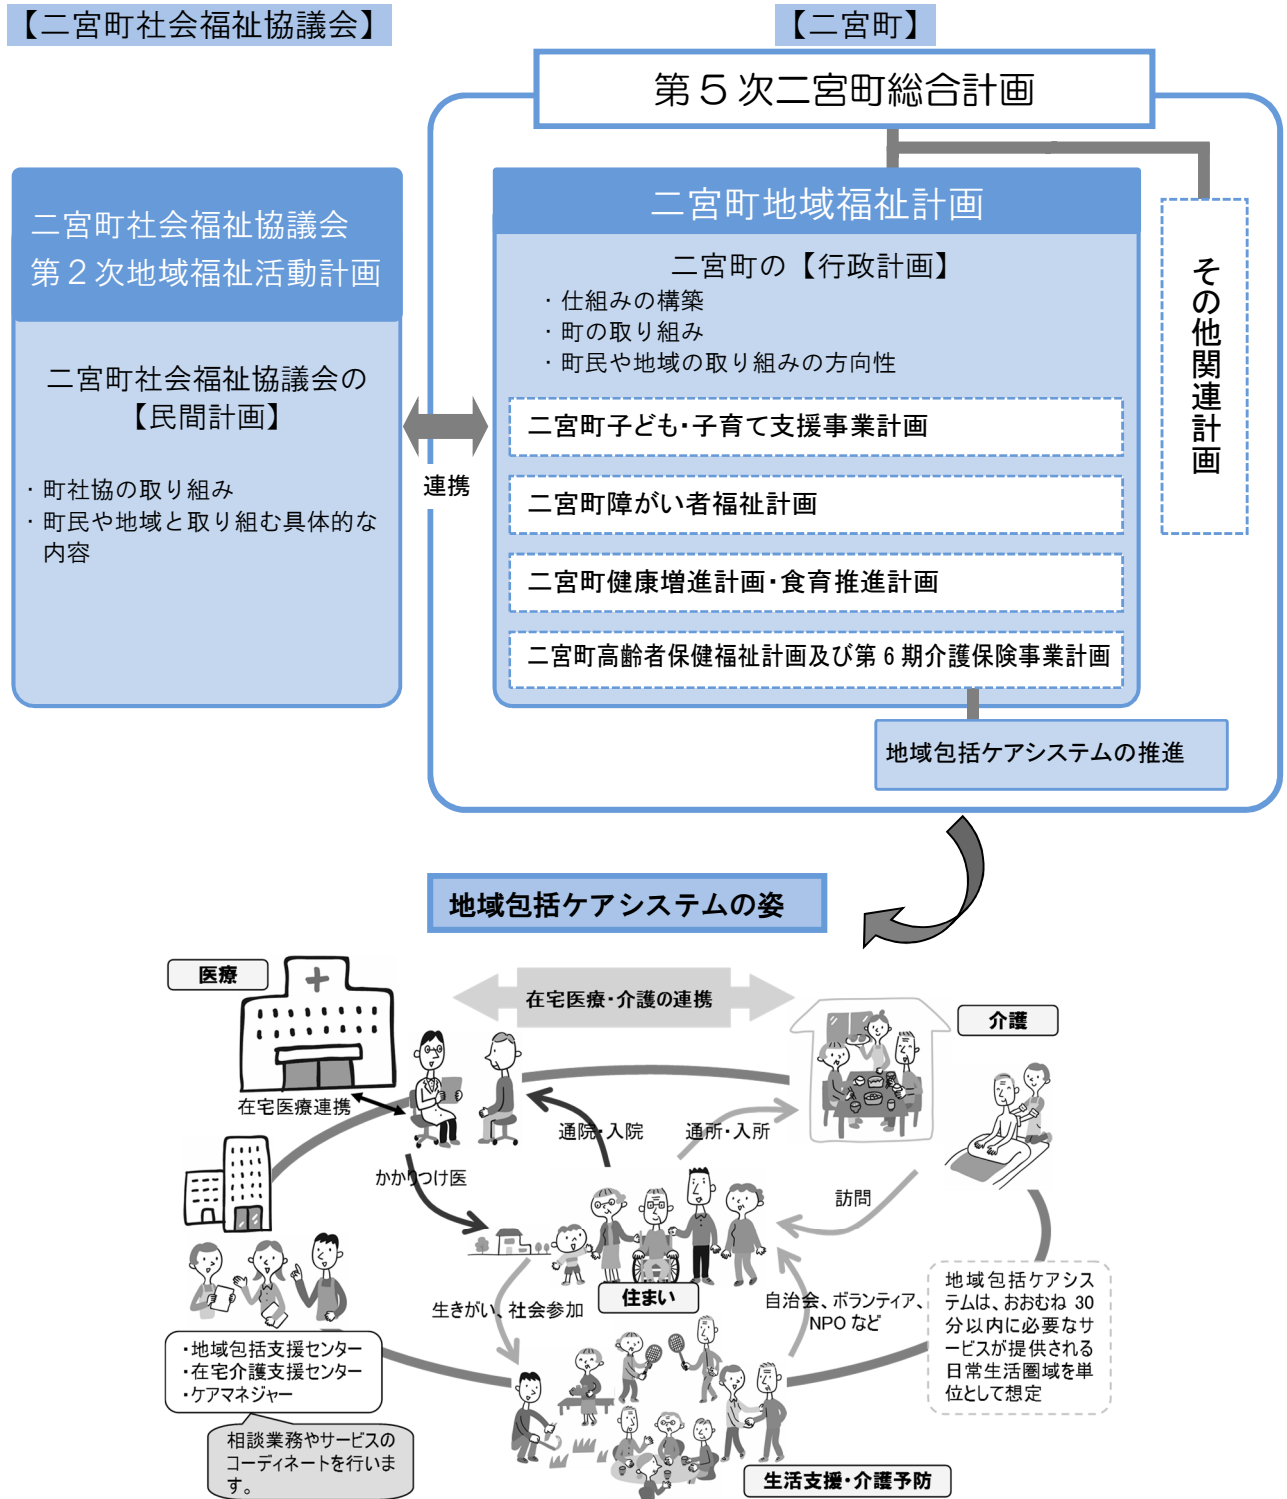 【二宮町社会福祉協議会】
【二宮町】
第５次二宮町総合計画
二宮町社会福祉協議会
第２次地域福祉活動計画
二宮町社会福祉協議会の
【民間計画】
・町社協の取り組み
・町民や地域と取り組む具体的な
内容
連携
二宮町地域福祉計画
二宮町の【行政計画】
・仕組みの構築
・町の取り組み
・町民や地域の取り組みの方向性
二宮町子ども・子育て支援事業計画
二宮町障がい者福祉計画
二宮町健康増進計画・食育推進計画
二宮町高齢者保健福祉計画及び第６期介護保険事業計画
その他関連計画
地域包括ケアシステムの推進
地域包括ケアシステムの姿
医療
在宅医療・介護の連携
介護
在宅医療連携
通院・入院
通所・入所
かかりつけ医
訪問
住まい
生きがい、社会参加
自治会、ボランティア、
NPO など
地域包括ケアシス
テムは、おおむね 30
分以内に必要なサ
ービスが提供される
日常生活圏域を単
位として想定
・地域包括支援センター
・在宅介護支援センター
・ケアマネジャー
相談業務やサービスの
コーディネートを行いま
す。
生活支援・介護予防